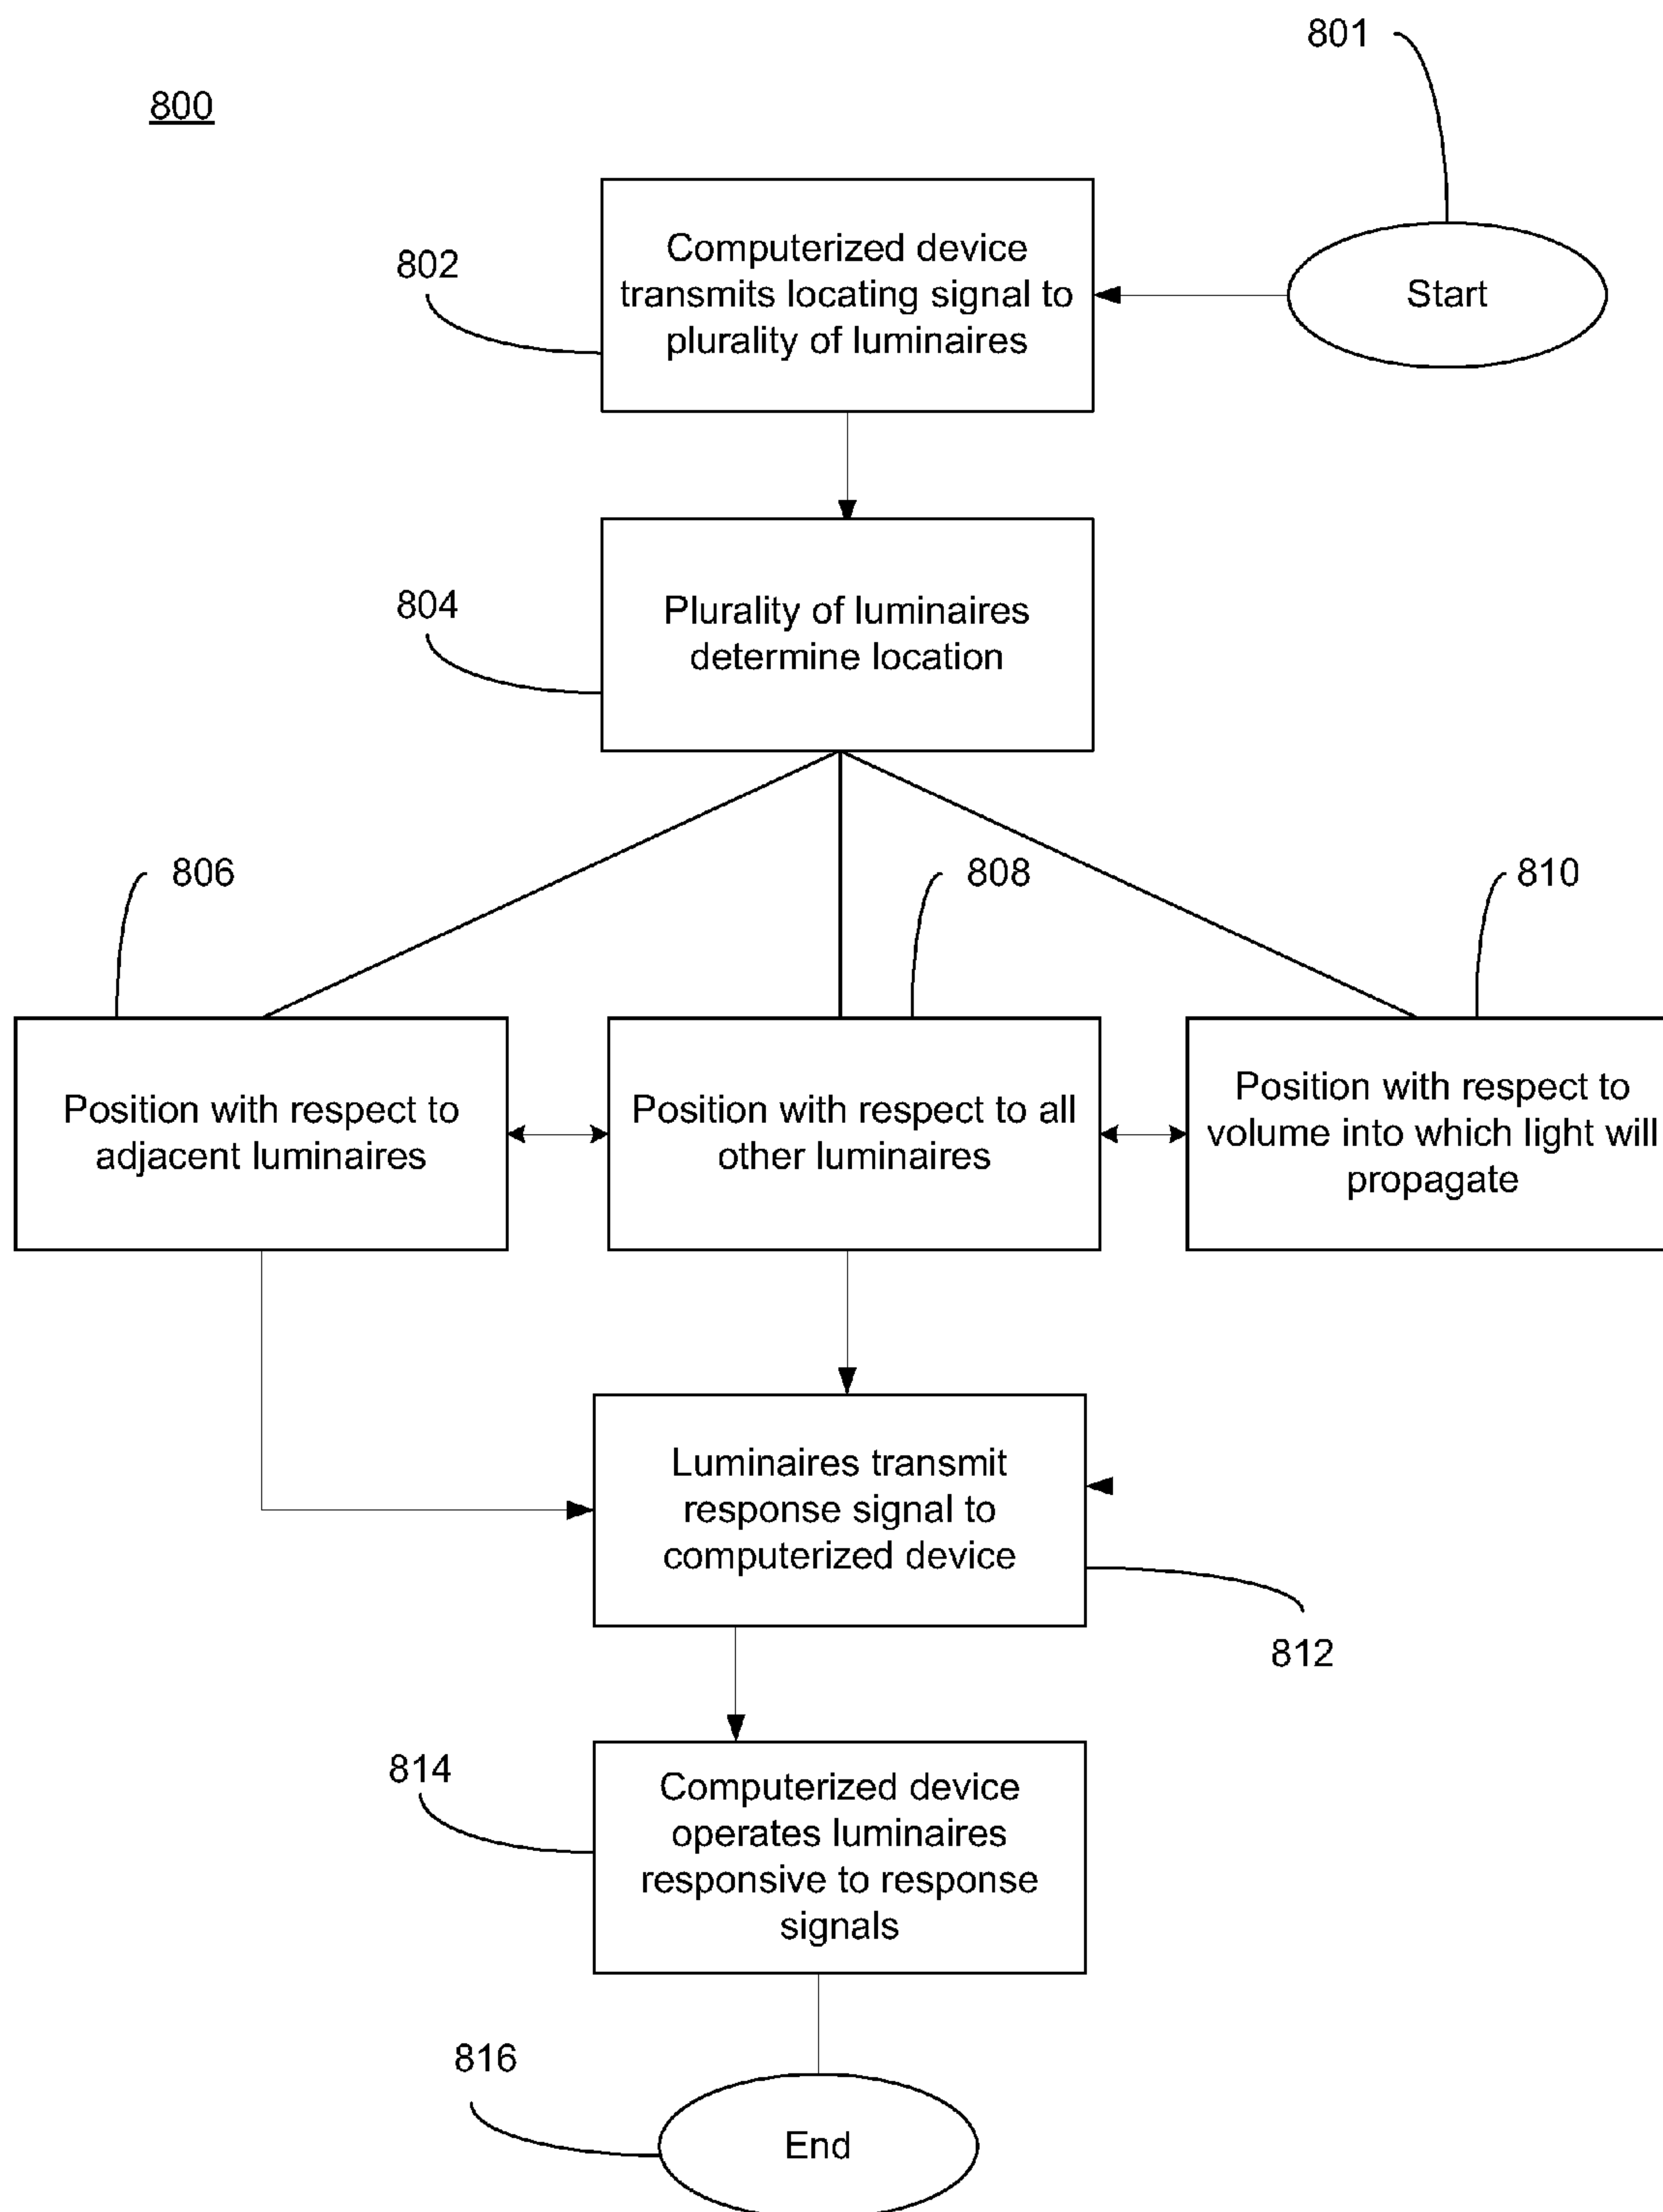 801
800
802
Computerized device
transmits locating signal to
plurality of luminaires
Start
804
Plurality of luminaires
determine location
806
808
810
Position with respect to
adjacent luminaires
Position with respect to all
other luminaires
Position with respect to
volume into which light will
propagate
Luminaires transmit
response signal to
computerized device
812
814
Computerized device
operates luminaires
responsive to response
signals
816
End